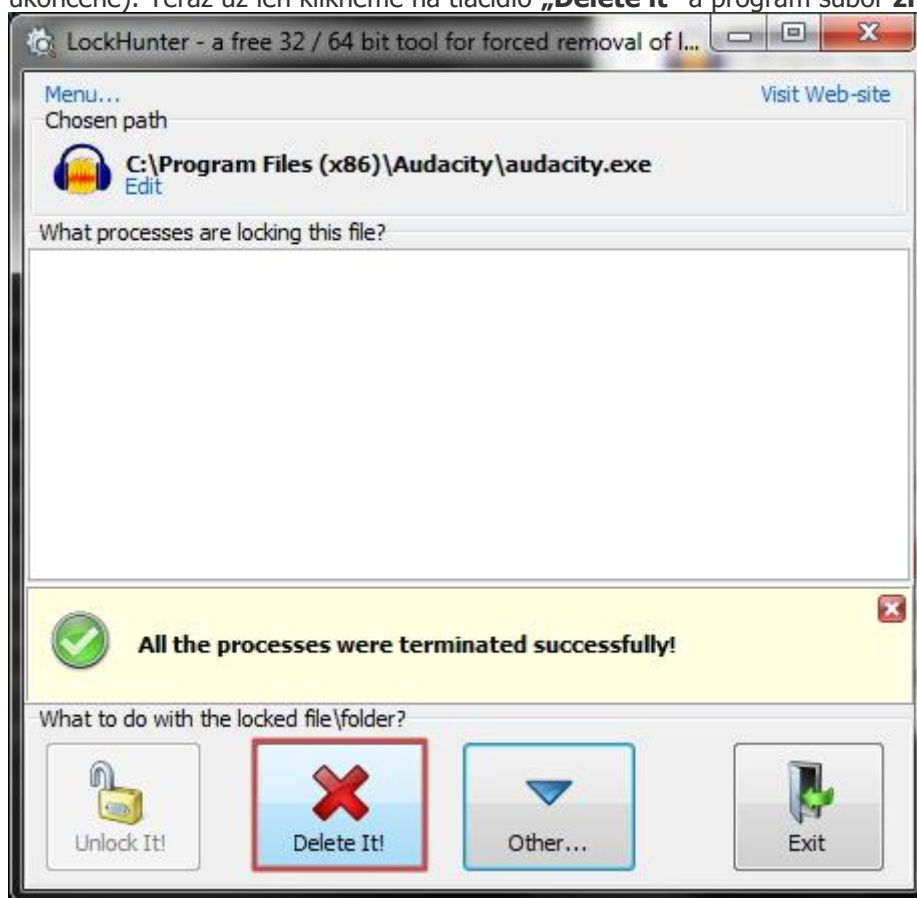 ukončené). Teraz už len klikneme na tlačidlo „Delete it“ a program súbor
LockHunter - a free 32 / 64 bit tool for forced removal of l...
Menu... Visit Web-site
Chosen path
C:\Program Files (x86)\Audacity\audacity.exe
Edit
What processes are locking this file?
All the processes were terminated successfully!
What to do with the locked file\folder?
Unlock It! Delete It! Other... Exit